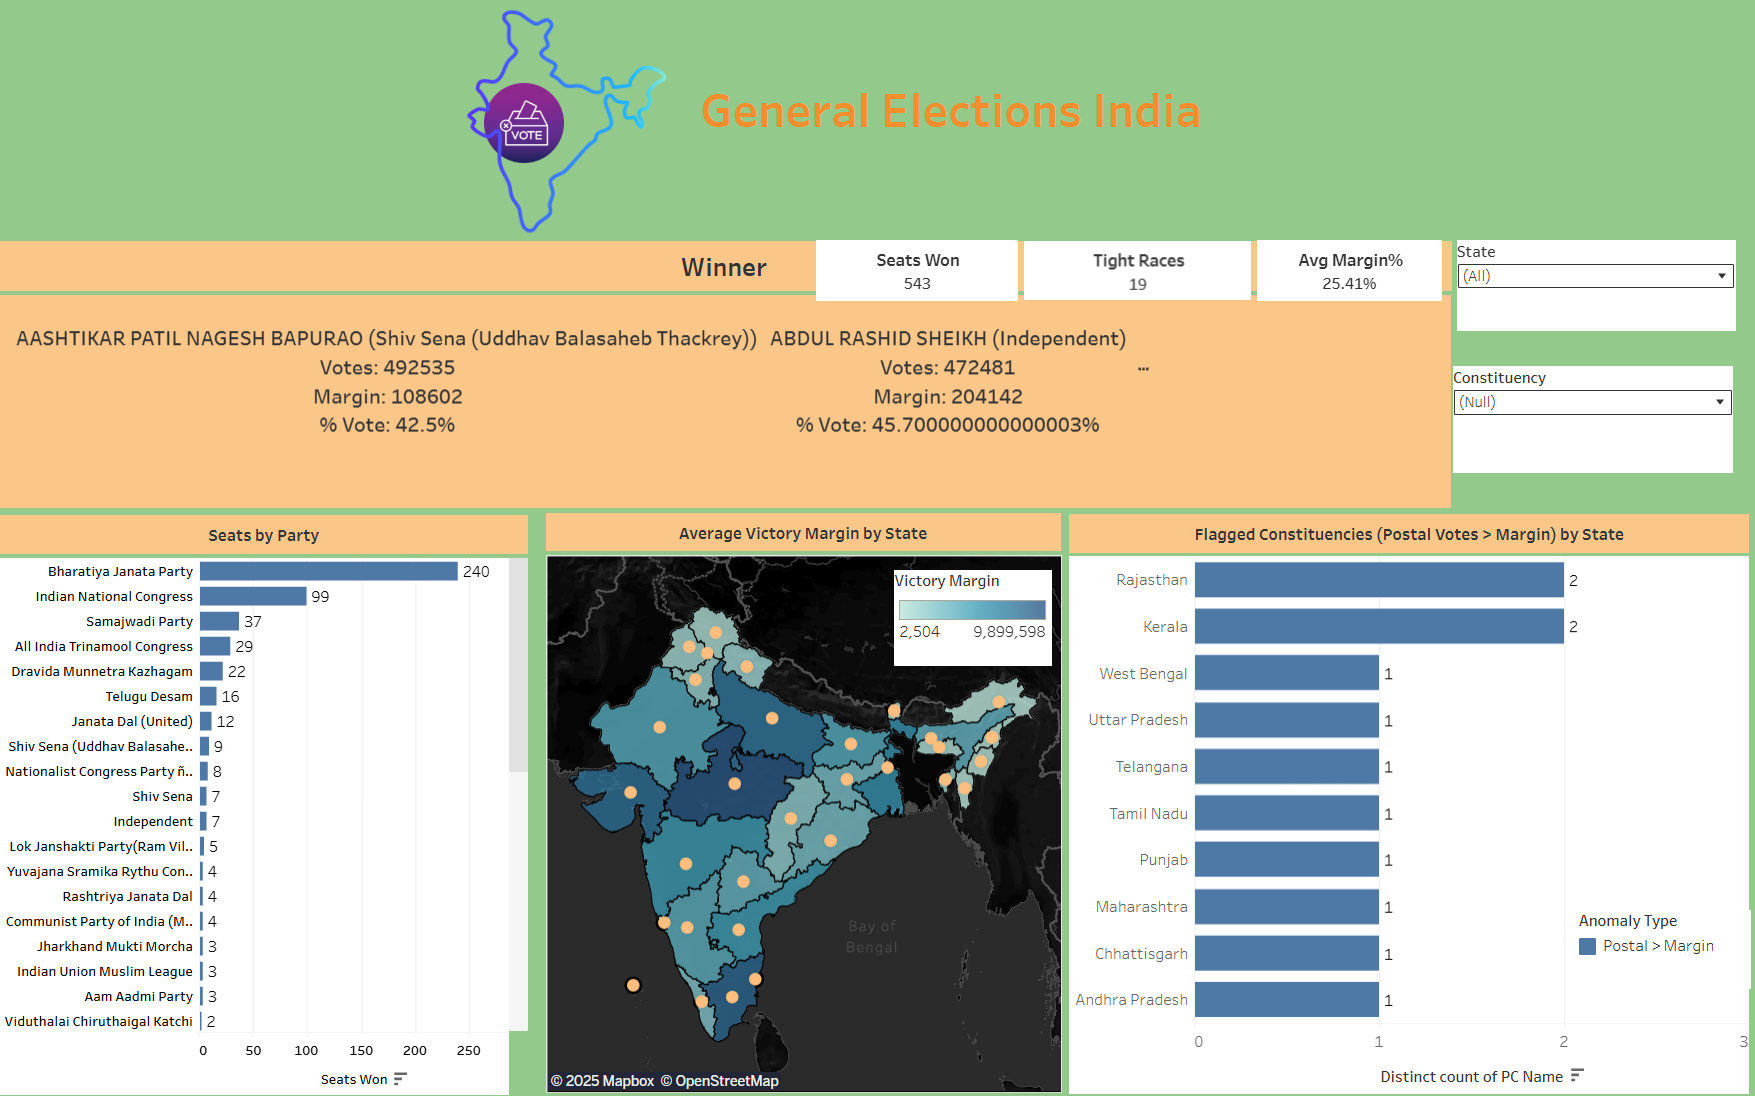 VOTE
General Elections India
Winner
Seats Won
543
Tight Races
19
Avg Margin%
25.41%
State
(All)
Constituency
(Null)
AASHTIKAR PATIL NAGESH BAPURAO (Shiv Sena (Uddhav Balasaheb Thackrey))
Votes: 492535
Margin: 108602
% Vote: 42.5%
ABDUL RASHID SHEIKH (Independent)
Votes: 472481
Margin: 204142
% Vote: 45.700000000000003%
...
Seats by Party
Bharatiya Janata Party 240
Indian National Congress 99
Samajwadi Party 37
All India Trinamool Congress 29
Dravida Munnetra Kazhagam 22
Telugu Desam 16
Janata Dal (United) 12
Shiv Sena (Uddhav Balasahe.. 9
Nationalist Congress Party ñ.. 8
Shiv Sena 7
Independent 7
Lok Janshakti Party(Ram Vil.. 5
Yuvajana Sramika Rythu Con.. 4
Rashtriya Janata Dal 4
Communist Party of India (M.. 4
Jharkhand Mukti Morcha 3
Indian Union Muslim League 3
Aam Aadmi Party 3
Viduthalai Chiruthaigal Katchi 2
0 50 100 150 200 250
Seats Won
Average Victory Margin by State
Victory Margin
2,504 9,899,598
Bay of
Bengal
© 2025 Mapbox © OpenStreetMap
Flagged Constituencies (Postal Votes > Margin) by State
Rajasthan 2
Kerala 2
West Bengal 1
Uttar Pradesh 1
Telangana 1
Tamil Nadu 1
Punjab 1
Maharashtra 1
Chhattisgarh 1
Andhra Pradesh 1
Anomaly Type
Postal > Margin
0 1 2 3
Distinct count of PC Name